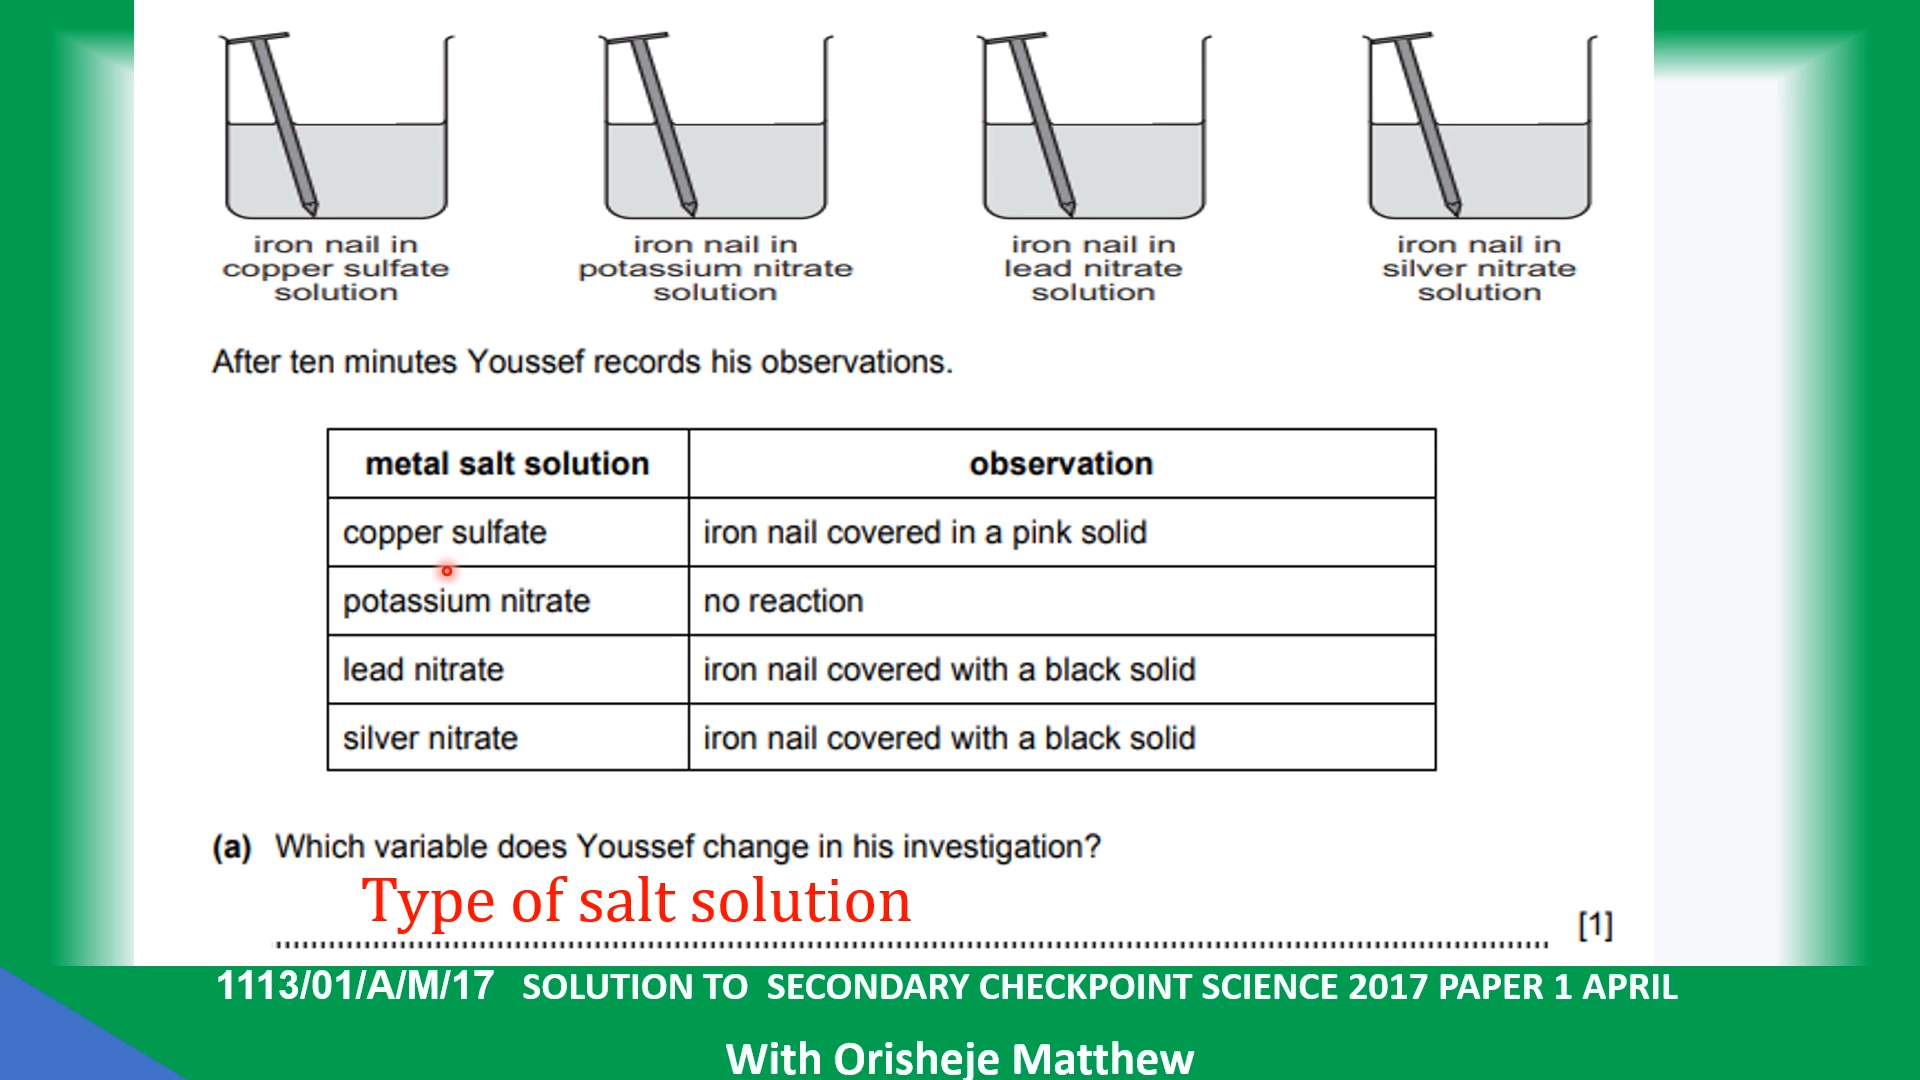 iron nail in
copper sulfate
solution
iron nail in
potassium nitrate
solution
iron nail in
lead nitrate
solution
iron nail in
silver nitrate
solution
After ten minutes Youssef records his observations.
metal salt solution observation
copper sulfate iron nail covered in a pink solid
potassium nitrate no reaction
lead nitrate iron nail covered with a black solid
silver nitrate iron nail covered with a black solid
(a) Which variable does Youssef change in his investigation?
Type of salt solution
[1]
1113/01/A/M/17 SOLUTION TO SECONDARY CHECKPOINT SCIENCE 2017 PAPER 1 APRIL
With Orisheje Matthew